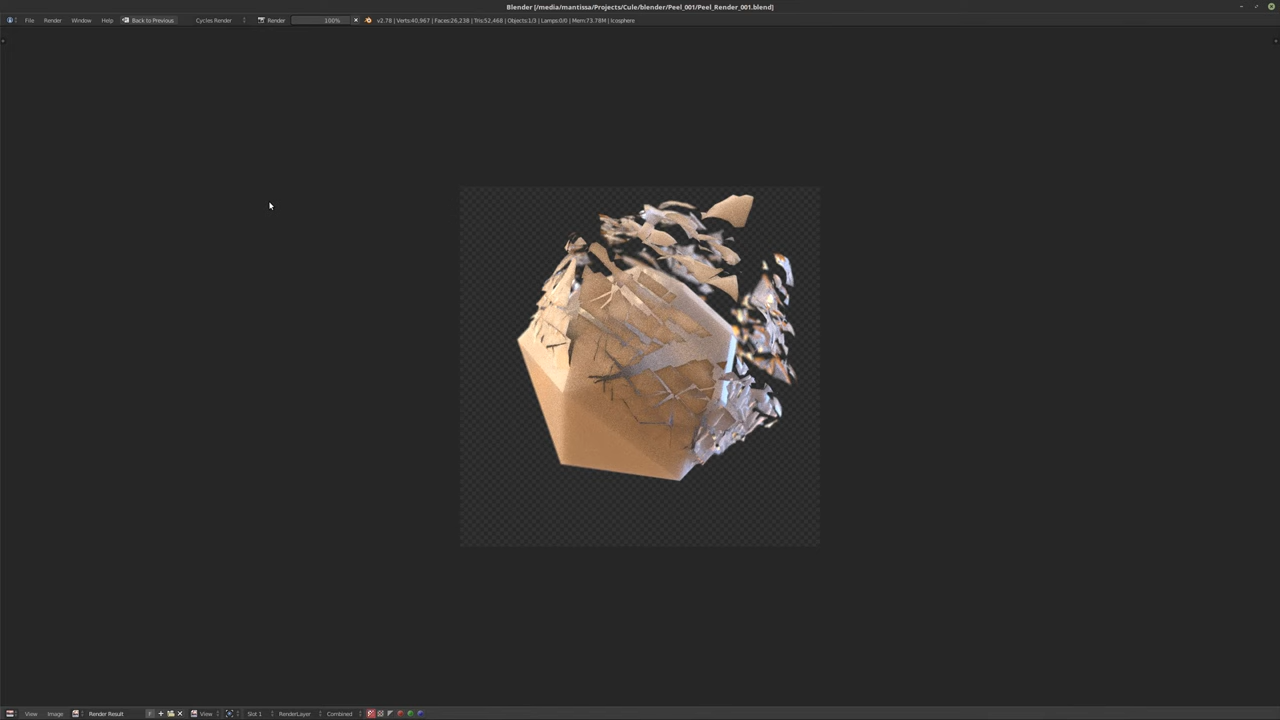 Blender [/media/mantissa/Projects/Cule/blender/Peel_001/Peel_Render_001.blend]
File Render Window Help Back to Previous Cycles Render Render 100% v2.78 | Verts:40,967 | Faces:26,238 | Tris:52,468 | Objects:1/3 | Lamps:0/0 | Mem:73.78M | Icosphere
View Image Render Result F View Slot 1 RenderLayer Combined